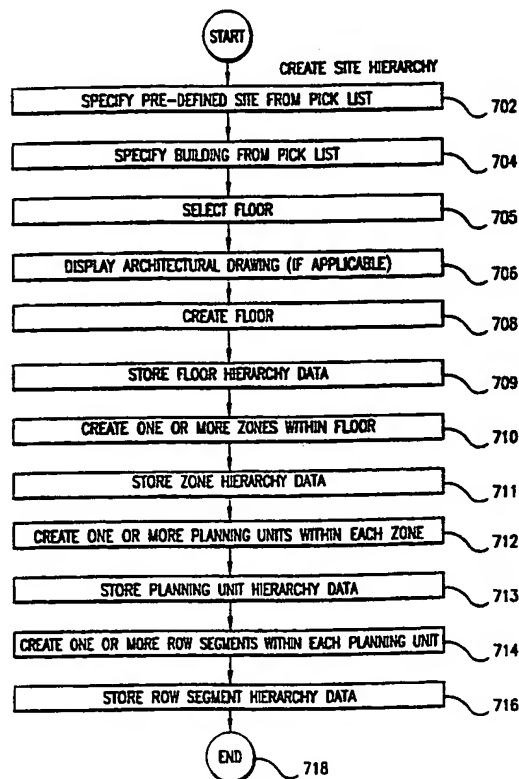 START
CREATE SITE HIERARCHY
SPECIFY PRE-DEFINED SITE FROM PICK LIST
702
SPECIFY BUILDING FROM PICK LIST
704
SELECT FLOOR
705
DISPLAY ARCHITECTURAL DRAWING (IF APPLICABLE)
706
CREATE FLOOR
708
STORE FLOOR HIERARCHY DATA
709
CREATE ONE OR MORE ZONES WITHIN FLOOR
710
STORE ZONE HIERARCHY DATA
711
CREATE ONE OR MORE PLANNING UNITS WITHIN EACH ZONE
712
STORE PLANNING UNIT HIERARCHY DATA
713
CREATE ONE OR MORE ROW SEGMENTS WITHIN EACH PLANNING UNIT
714
STORE ROW SEGMENT HIERARCHY DATA
716
END
718